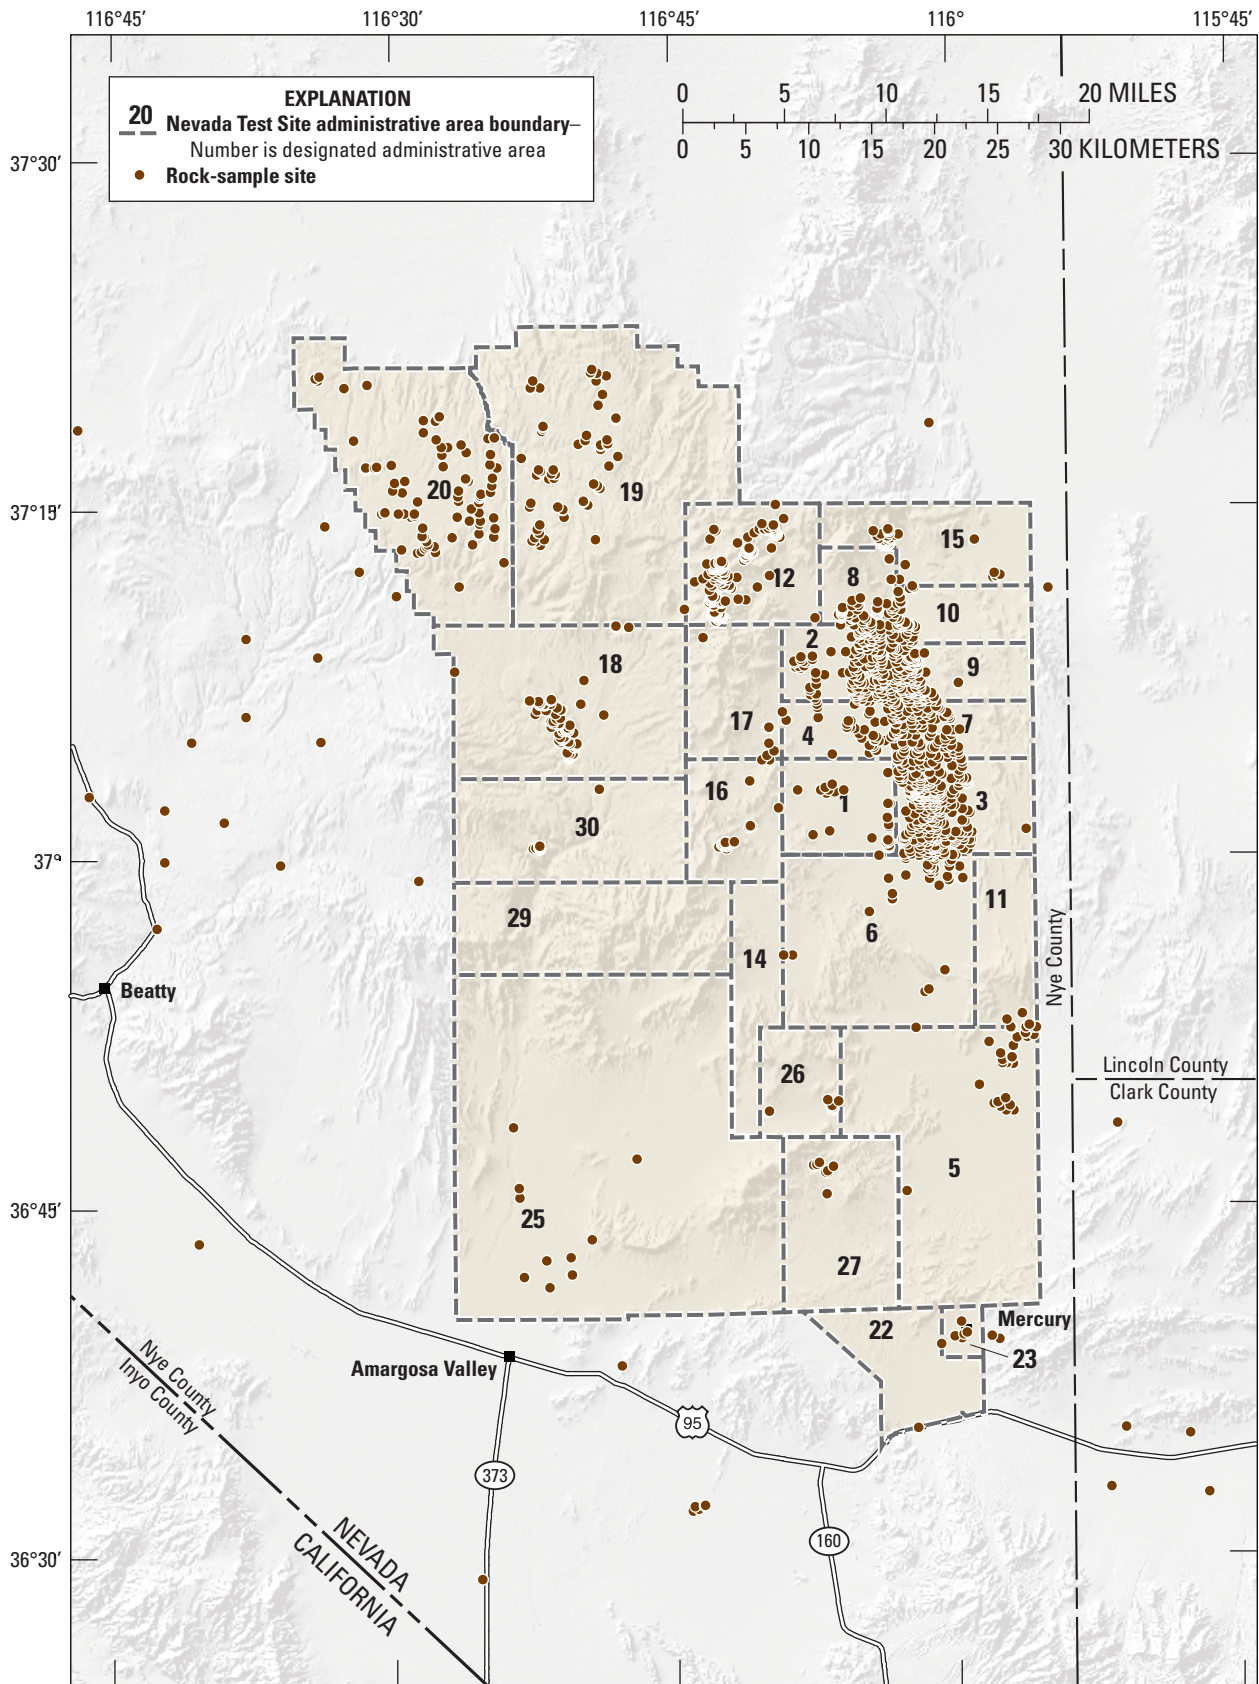 116°45′ 116°30′ 116°45′ 116° 115°45′
EXPLANATION
20 Nevada Test Site administrative area boundary–
Number is designated administrative area
Rock-sample site
0 5 10 15 20 MILES
0 5 10 15 20 25 30 KILOMETERS
37°30′
20
19
37°15′
15
12
8
10
2
18
9
17
4
7
16
1
3
30
37°
11
29
6
14
Nye County
Beatty
26
Lincoln County
Clark County
5
36°45′
25
27
Mercury
22
23
Nye County
Inyo County
Amargosa Valley
95
373
160
NEVADA
CALIFORNIA
36°30′